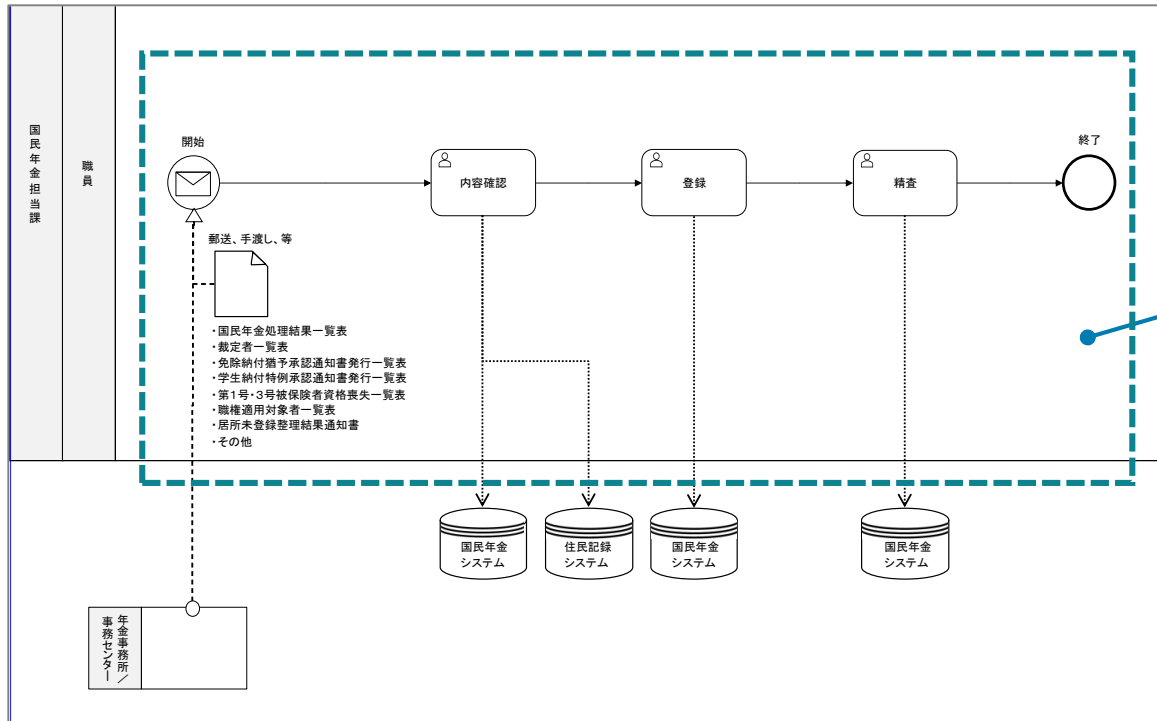 国民年金担当課
職員
開始
内容確認
登録
精査
終了
郵送、手渡し、等
・国民年金処理結果一覧表
・裁定者一覧表
・免除納付猶予承認通知書発行一覧表
・学生納付特例承認通知書発行一覧表
・第1号・3号被保険者資格喪失一覧表
・職権適用対象者一覧表
・居所未登録整理結果通知書
・その他
国民年金
システム
住民記録
システム
国民年金
システム
国民年金
システム
年金事務所/
事務センター